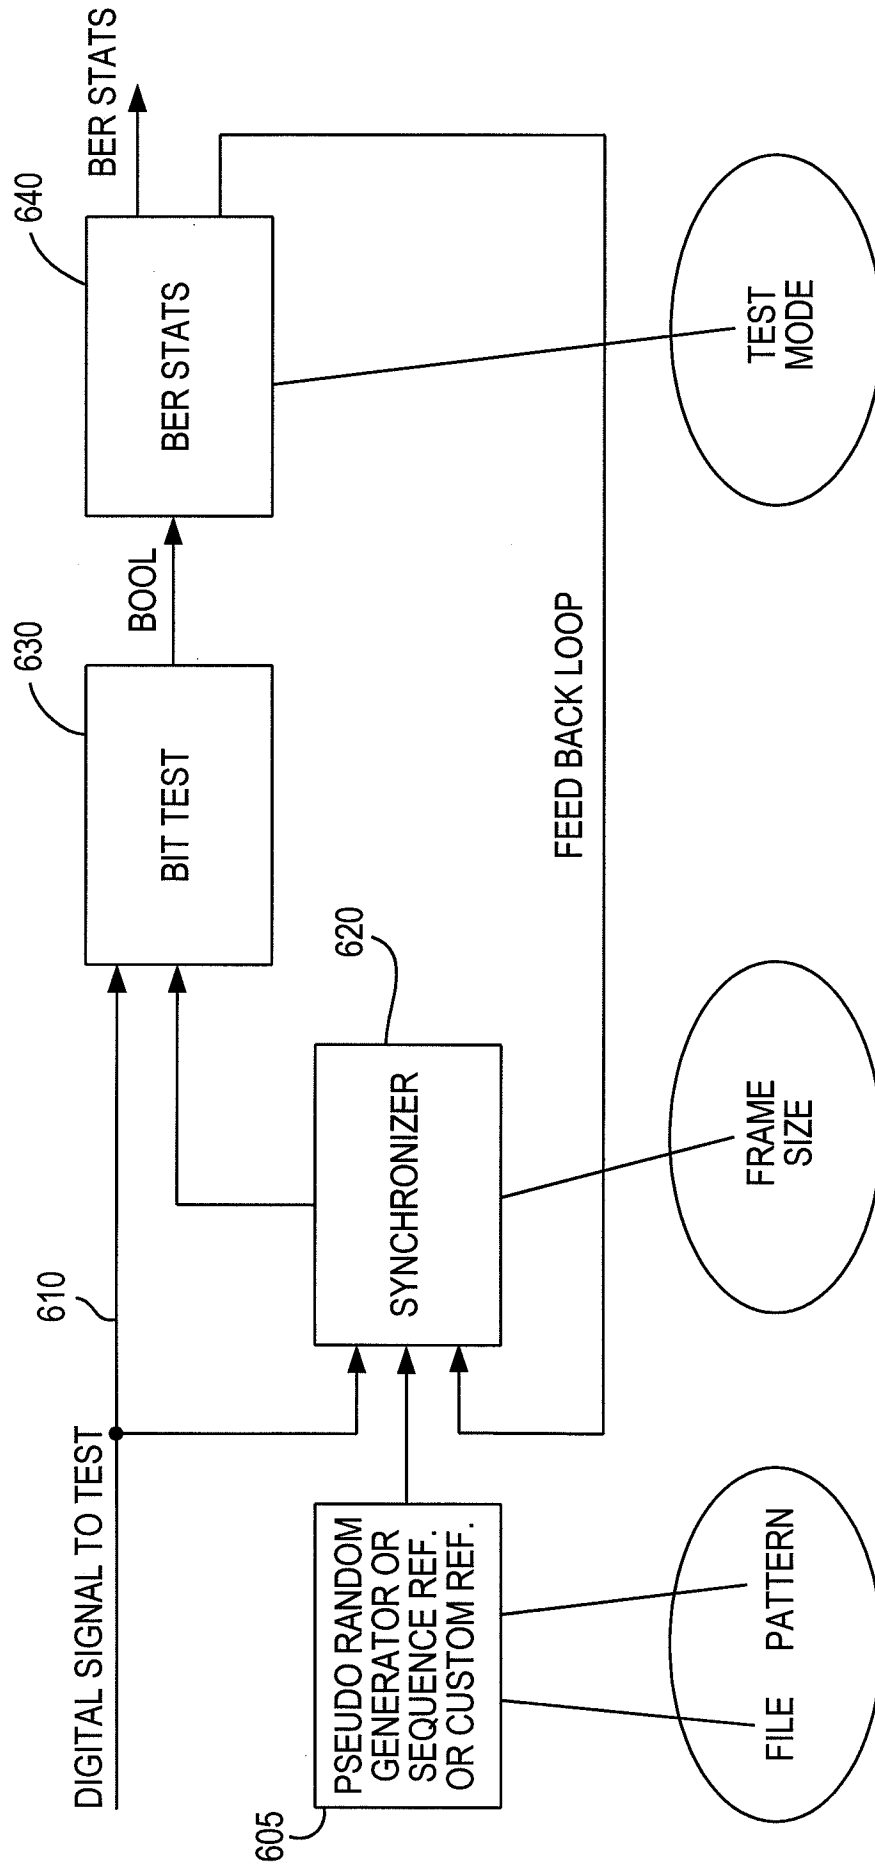 DIGITAL SIGNAL TO TEST
610
630
640
BIT TEST
BOOL
BER STATS
BER STATS
605
PSEUDO RANDOM
GENERATOR OR
SEQUENCE REF.
OR CUSTOM REF.
SYNCHRONIZER
620
FEED BACK LOOP
FILE
PATTERN
FRAME
SIZE
TEST
MODE